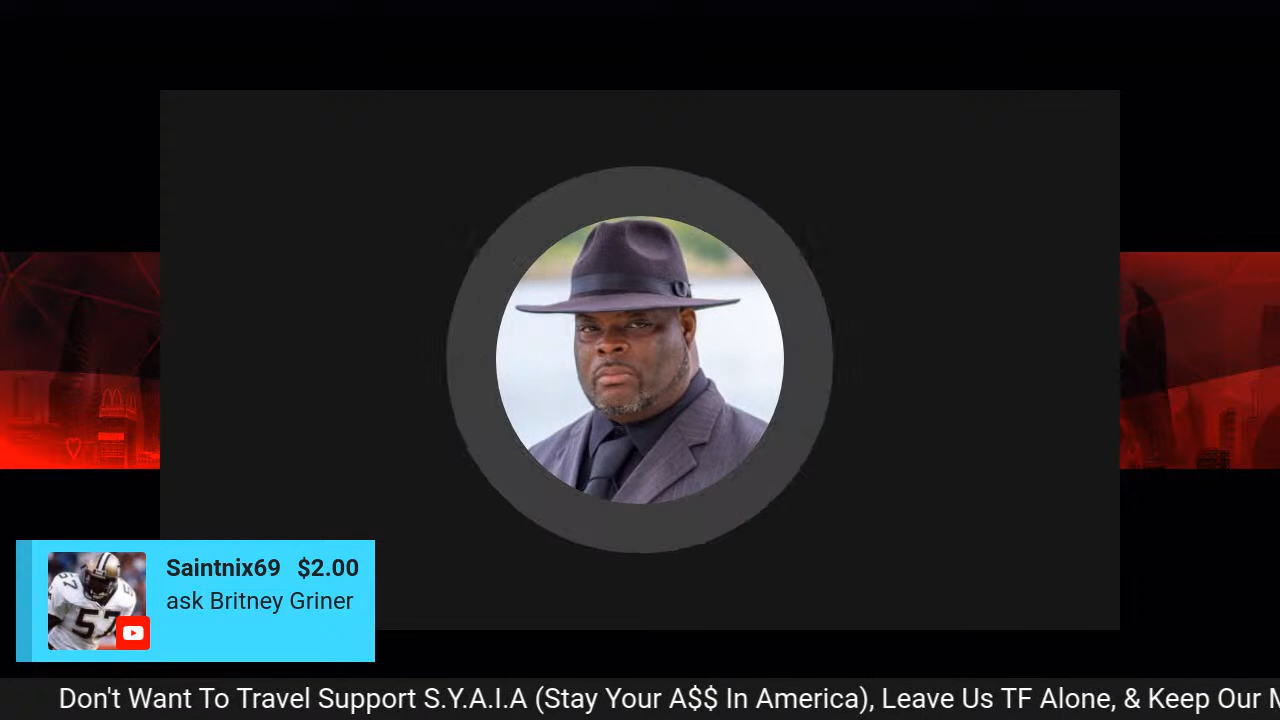 57
Saintnix69 $2.00
ask Britney Griner
Don't Want To Travel Support S.Y.A.I.A (Stay Your A$$ In America), Leave Us TF Alone, & Keep Our